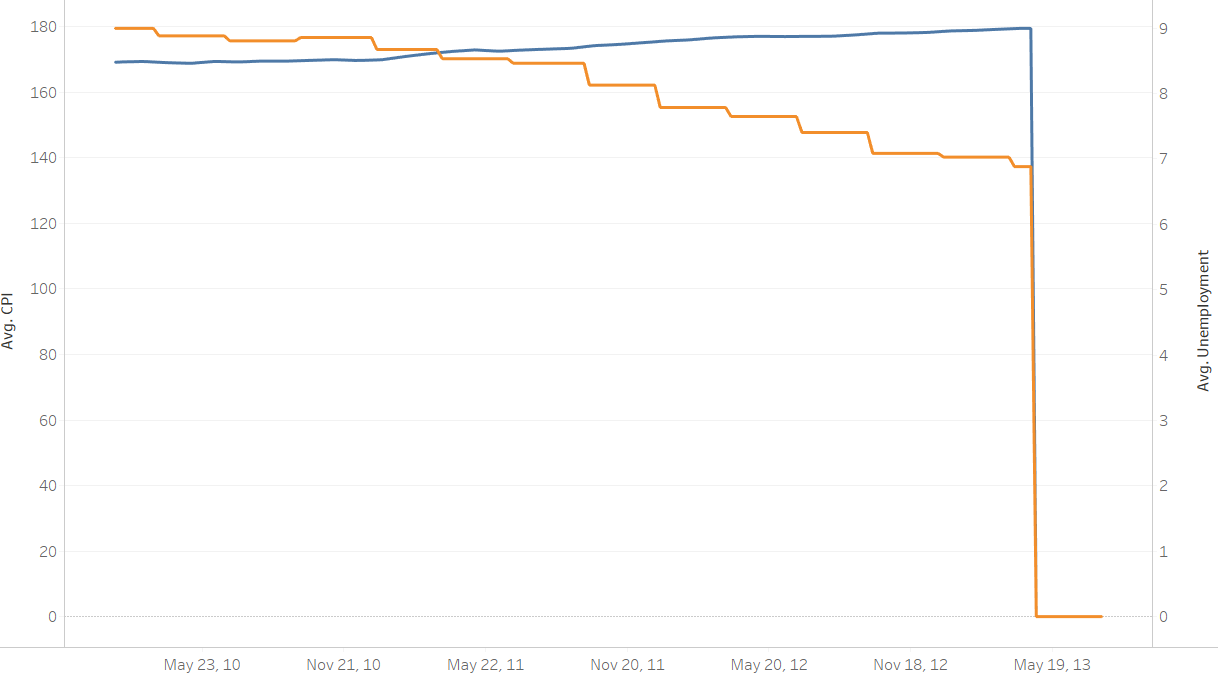 Avg. CPI
180
160
140
120
100
80
60
40
20
0
9
8
7
6
5
4
3
2
1
0
Avg. Unemployment
May 23, 10
Nov 21, 10
May 22, 11
Nov 20, 11
May 20, 12
Nov 18, 12
May 19, 13